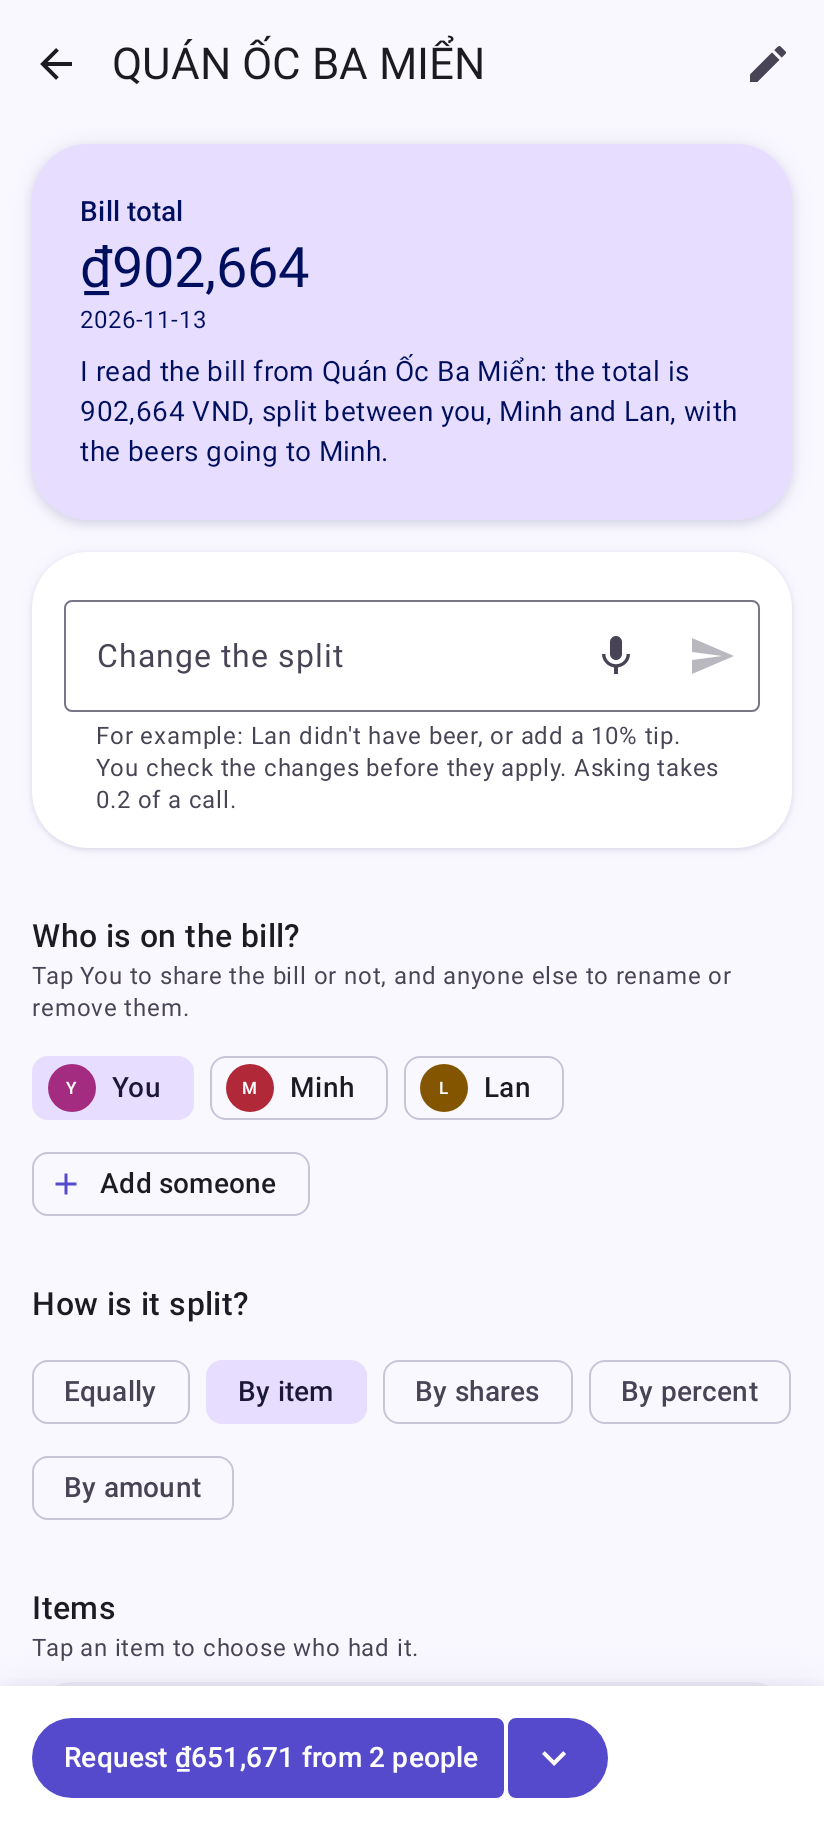 QUÁN ỐC BA MIỂN
Bill total
₫902,664
2026-11-13
I read the bill from Quán Ốc Ba Miển: the total is
902,664 VND, split between you, Minh and Lan, with
the beers going to Minh.
Change the split
For example: Lan didn't have beer, or add a 10% tip.
You check the changes before they apply. Asking takes
0.2 of a call.
Who is on the bill?
Tap You to share the bill or not, and anyone else to rename or
remove them.
Y You M Minh L Lan
Add someone
How is it split?
Equally By item By shares By percent
By amount
Items
Tap an item to choose who had it.
Request ₫651,671 from 2 people